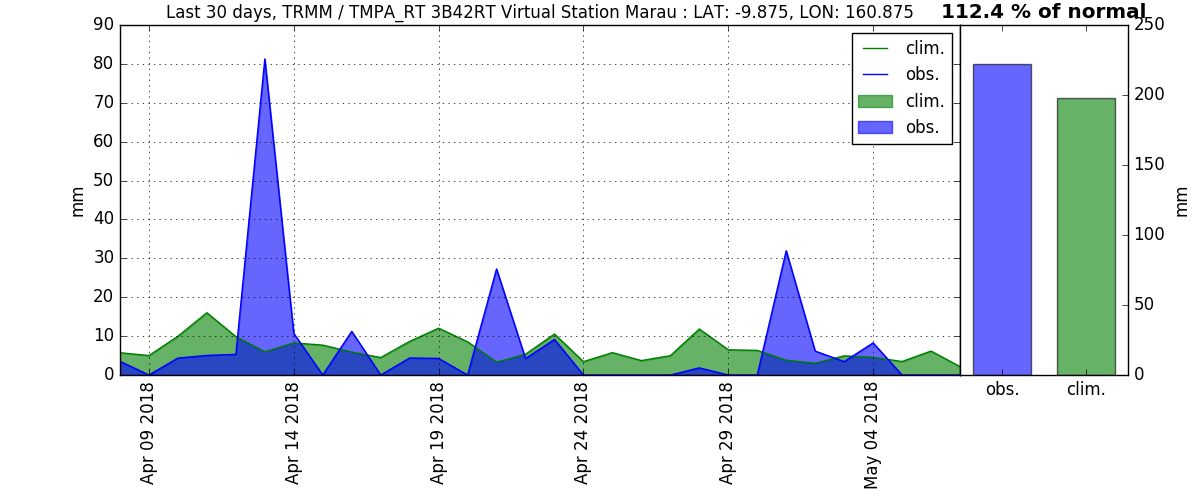 Last 30 days, TRMM / TMPA_RT 3B42RT Virtual Station Marau : LAT: -9.875, LON: 160.875
112.4 % of normal
90
80
70
60
50
40
30
20
10
0
mm
clim.
obs.
clim.
obs.
Apr 09 2018
Apr 14 2018
Apr 19 2018
Apr 24 2018
Apr 29 2018
May 04 2018
250
200
150
100
50
0
mm
obs.
clim.